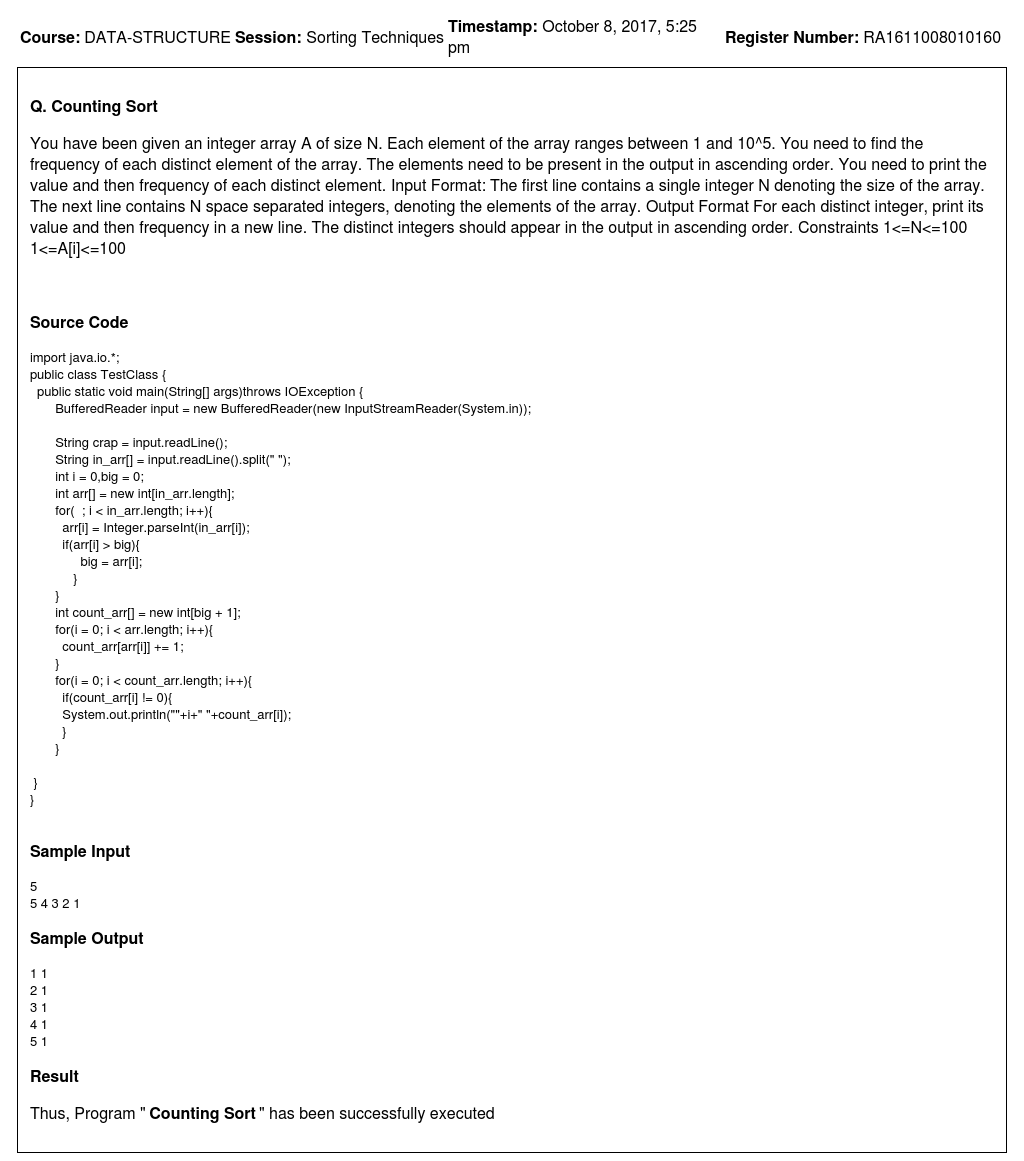 Course: DATA-STRUCTURE Session: Sorting Techniques Timestamp: October 8, 2017, 5:25 pm Register Number: RA1611008010160
Q. Counting Sort
You have been given an integer array A of size N. Each element of the array ranges between 1 and 10^5. You need to find the
frequency of each distinct element of the array. The elements need to be present in the output in ascending order. You need to print the
value and then frequency of each distinct element. Input Format: The first line contains a single integer N denoting the size of the array.
The next line contains N space separated integers, denoting the elements of the array. Output Format For each distinct integer, print its
value and then frequency in a new line. The distinct integers should appear in the output in ascending order. Constraints 1<=N<=100
1<=A[i]<=100
Source Code
import java.io.*;
public class TestClass {
  public static void main(String[] args)throws IOException {
       BufferedReader input = new BufferedReader(new InputStreamReader(System.in));
       String crap = input.readLine();
       String in_arr[] = input.readLine().split(" ");
       int i = 0,big = 0;
       int arr[] = new int[in_arr.length];
       for(  ; i < in_arr.length; i++){
         arr[i] = Integer.parseInt(in_arr[i]);
         if(arr[i] > big){
              big = arr[i];
            }
       }
       int count_arr[] = new int[big + 1];
       for(i = 0; i < arr.length; i++){
         count_arr[arr[i]] += 1;
       }
       for(i = 0; i < count_arr.length; i++){
         if(count_arr[i] != 0){
         System.out.println(""+i+" "+count_arr[i]);
         }
       }
 }
}
Sample Input
5
5 4 3 2 1
Sample Output
1 1
2 1
3 1
4 1
5 1
Result
Thus, Program " Counting Sort " has been successfully executed